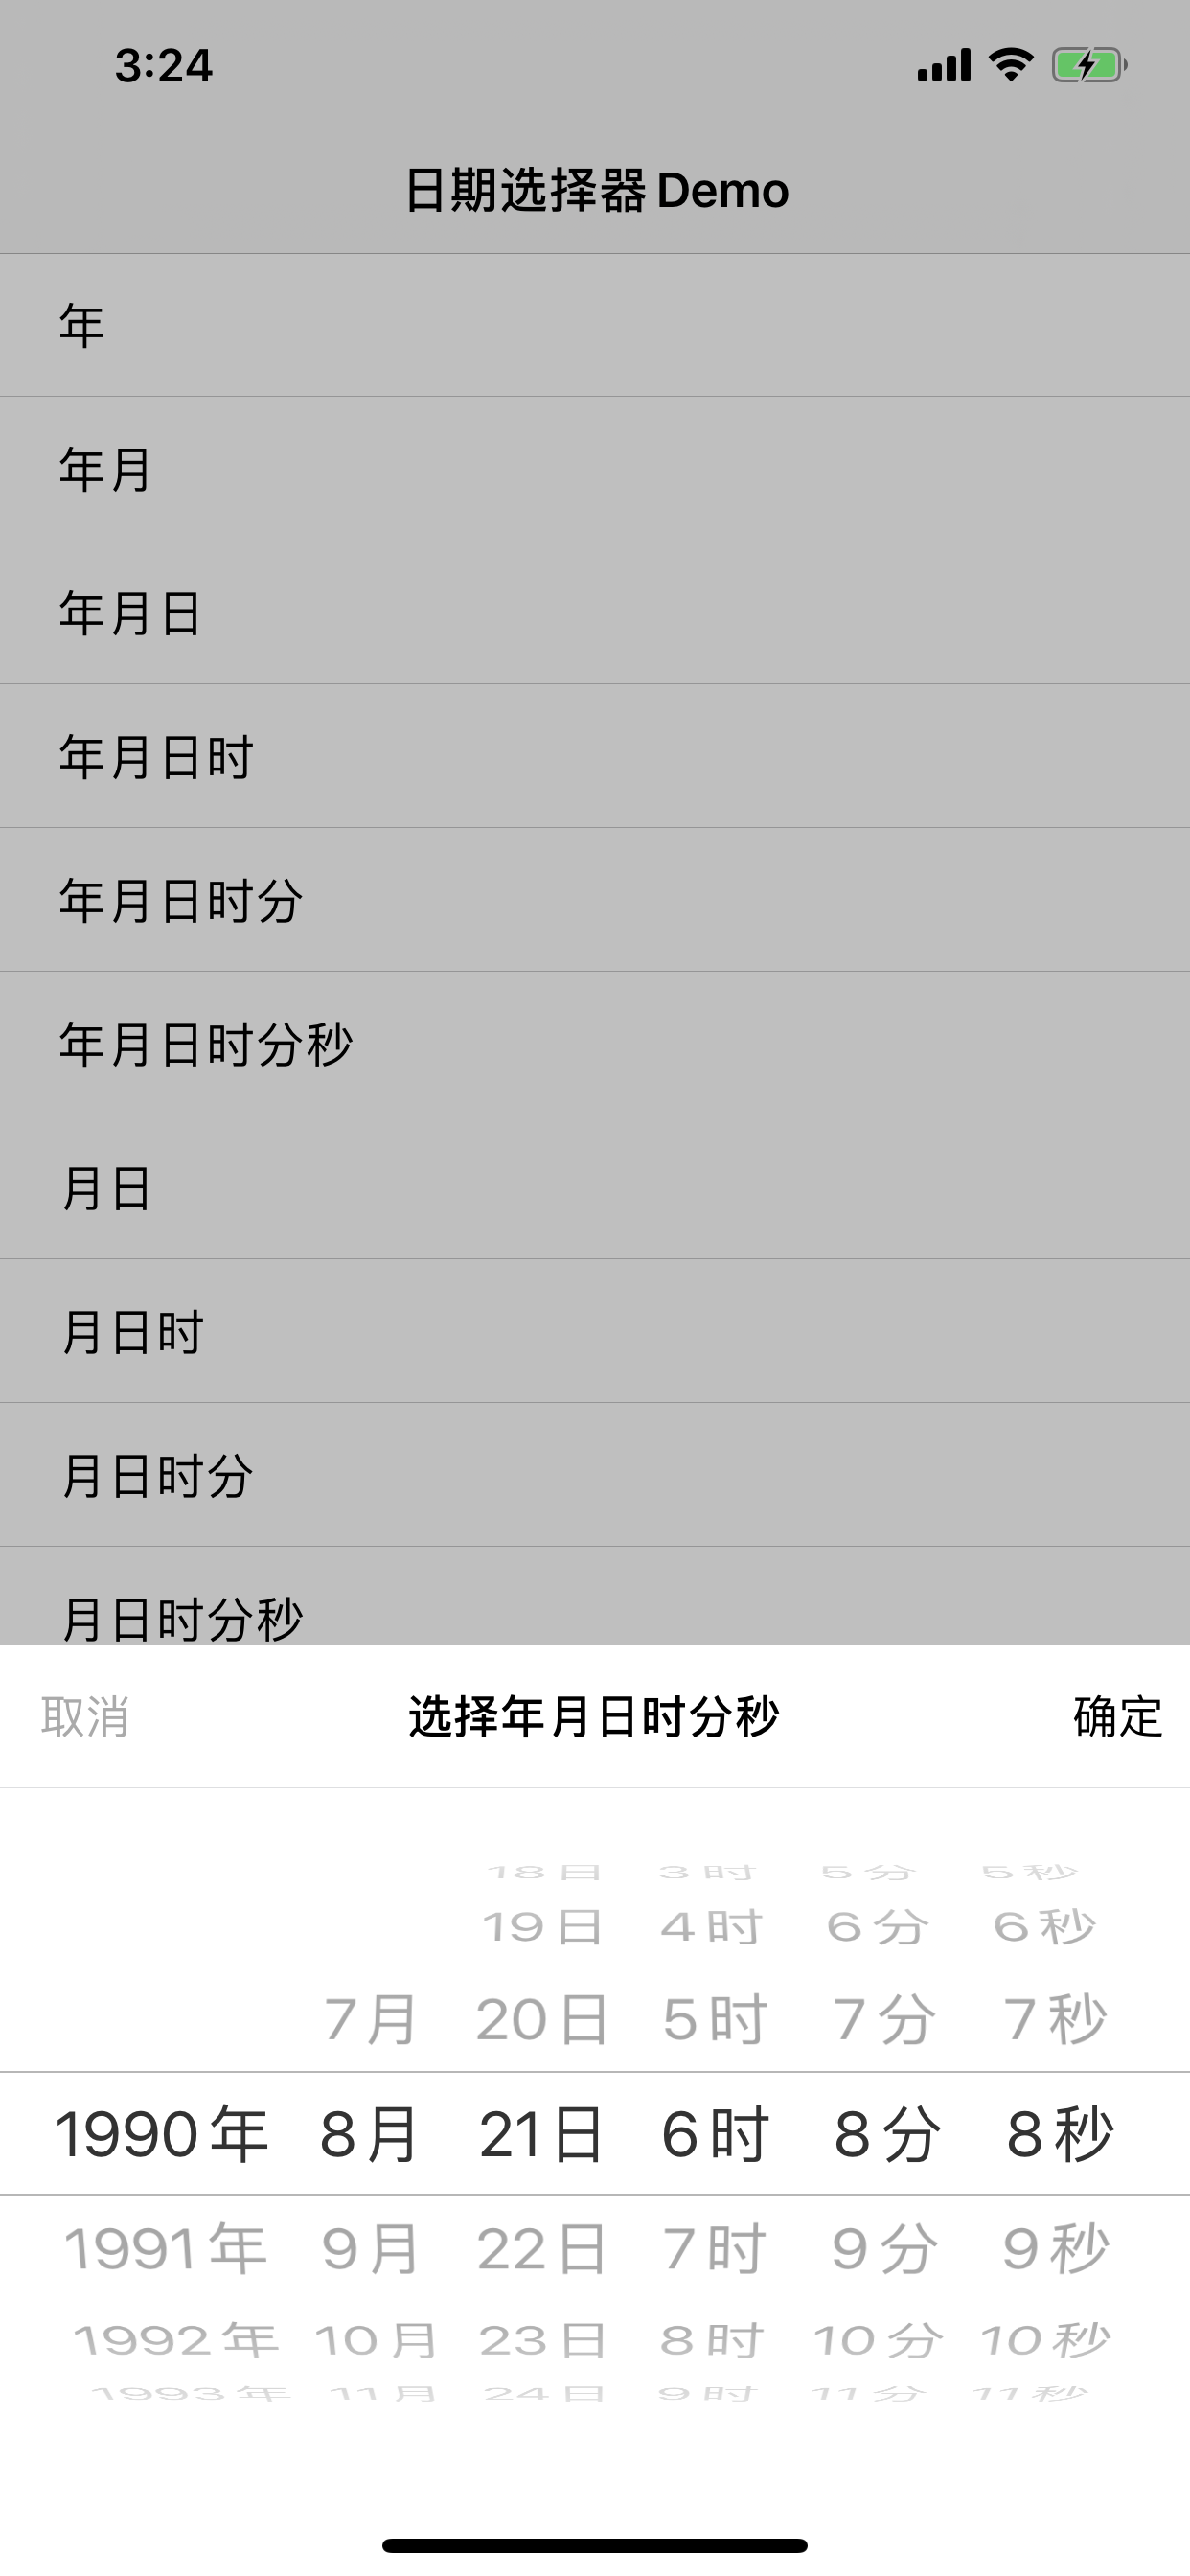 3:24
日期选择器 Demo
年
年月
年月日
年月日时
年月日时分
年月日时分秒
月日
月日时
月日时分
月日时分秒
取消 选择年月日时分秒 确定
18日 3时 5分 5秒
19日 4时 6分 6秒
7月 20日 5时 7分 7秒
1990年 8月 21日 6时 8分 8秒
1991年 9月 22日 7时 9分 9秒
1992年 10月 23日 8时 10分 10秒
1993年 11月 24日 9时 11分 11秒